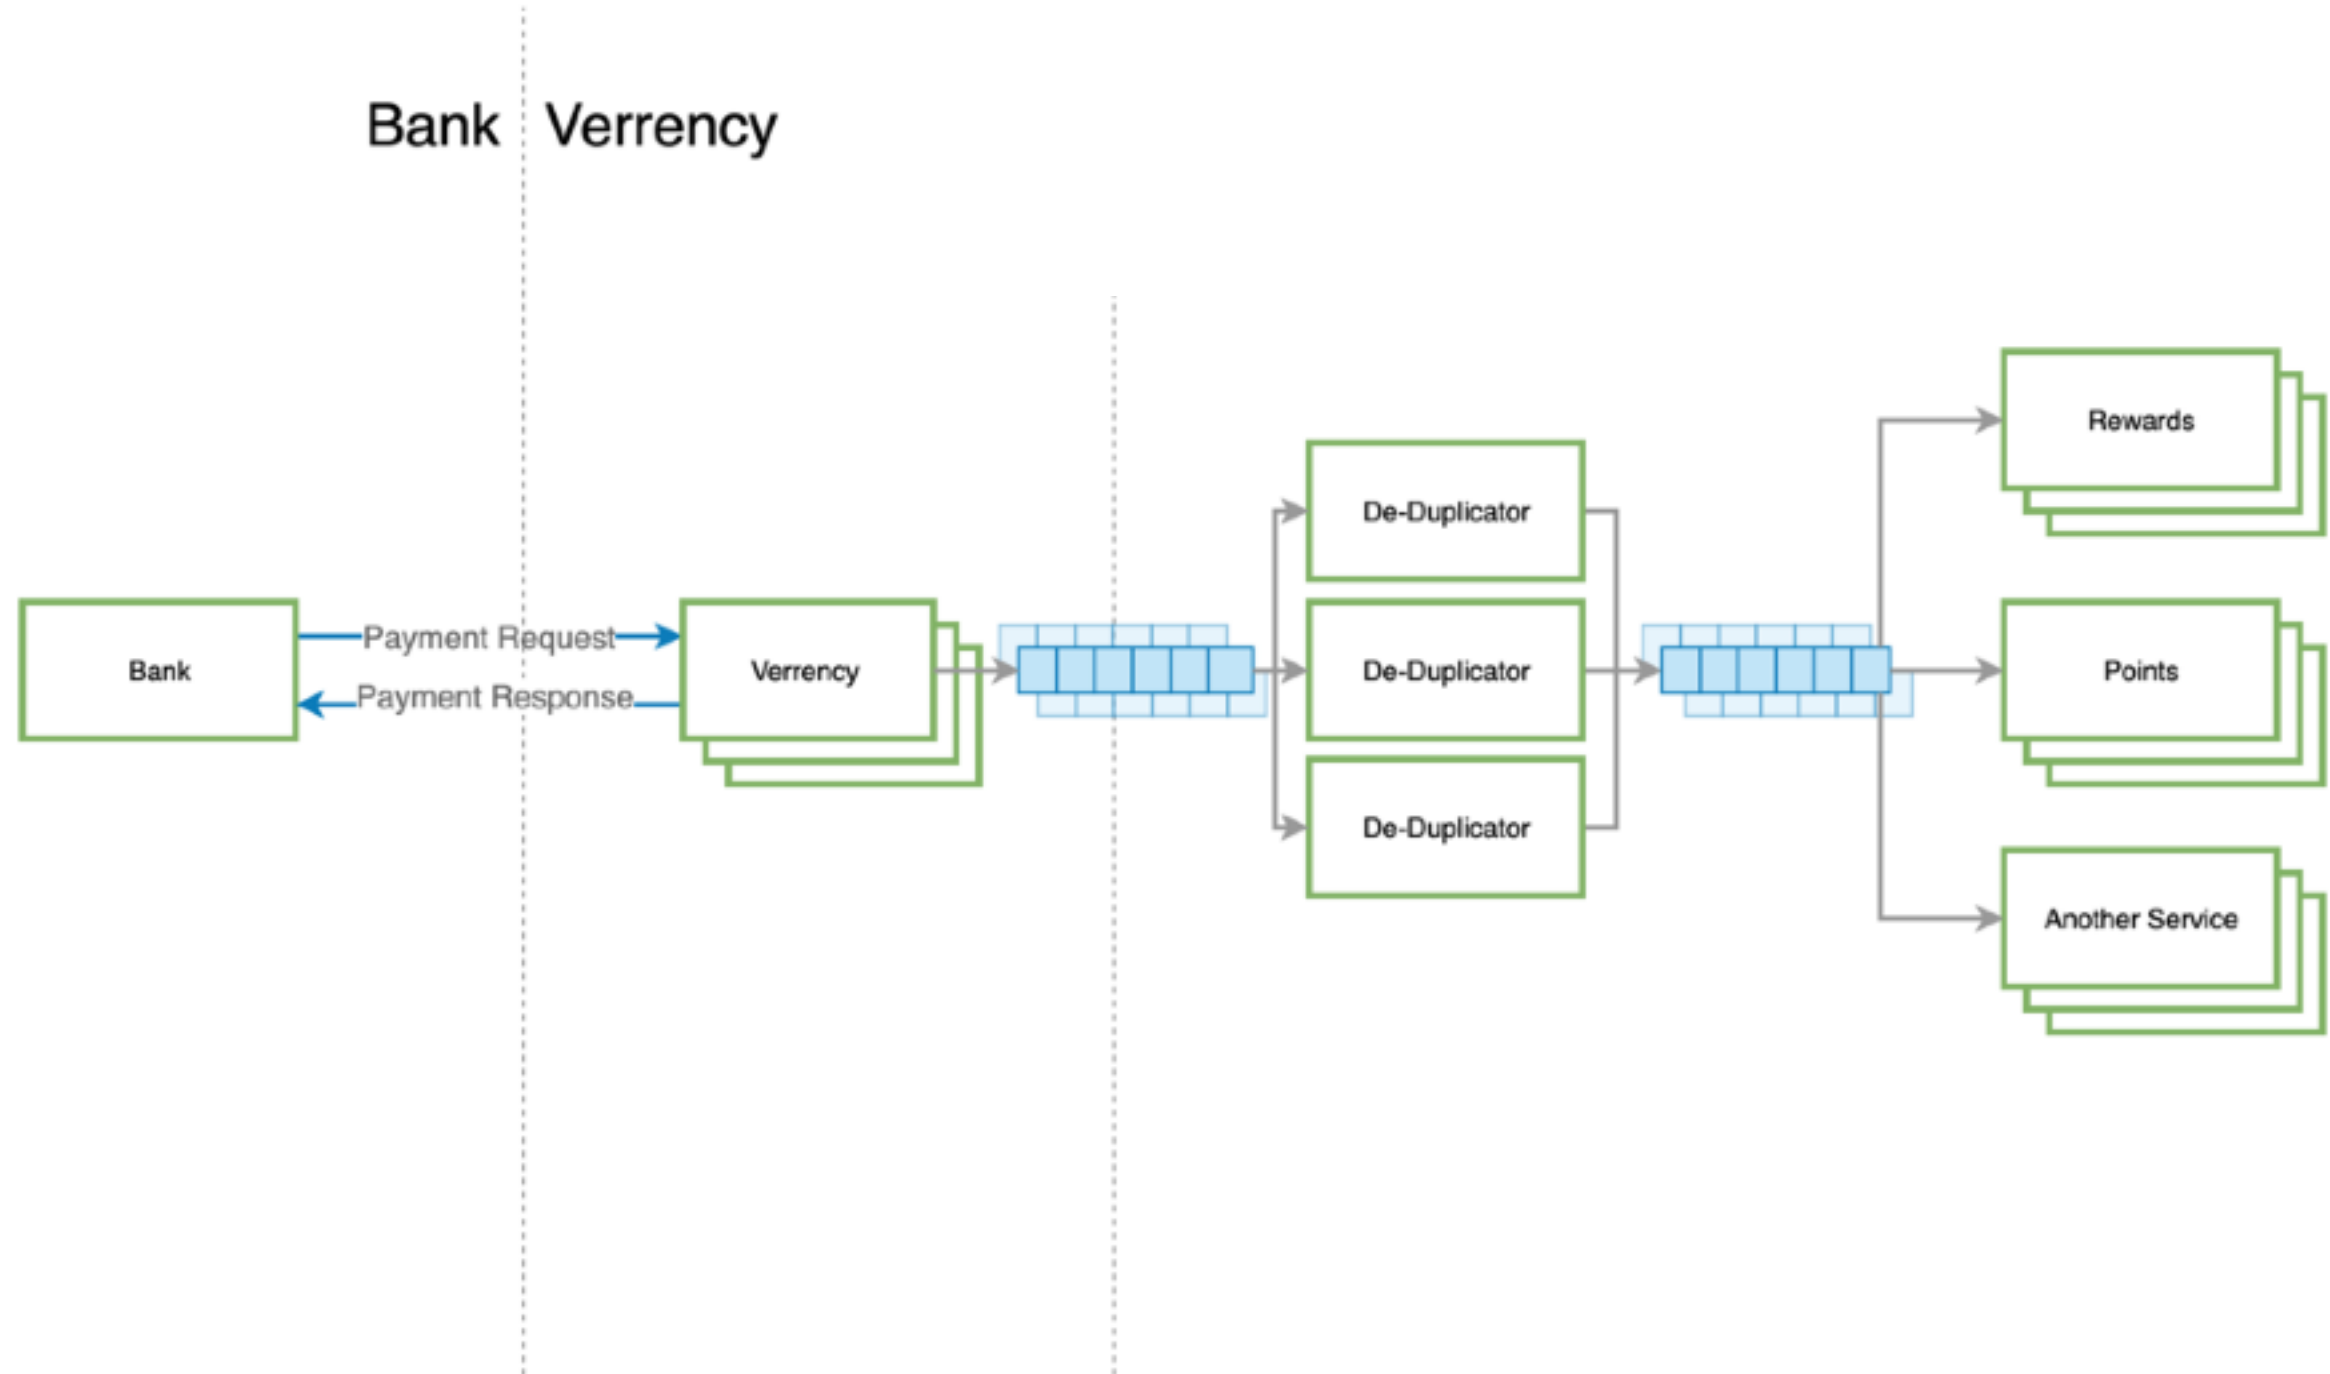 Bank
Verrency
Rewards
De-Duplicator
Payment Request
Bank
Verrency
De-Duplicator
Points
Payment Response
De-Duplicator
Another Service